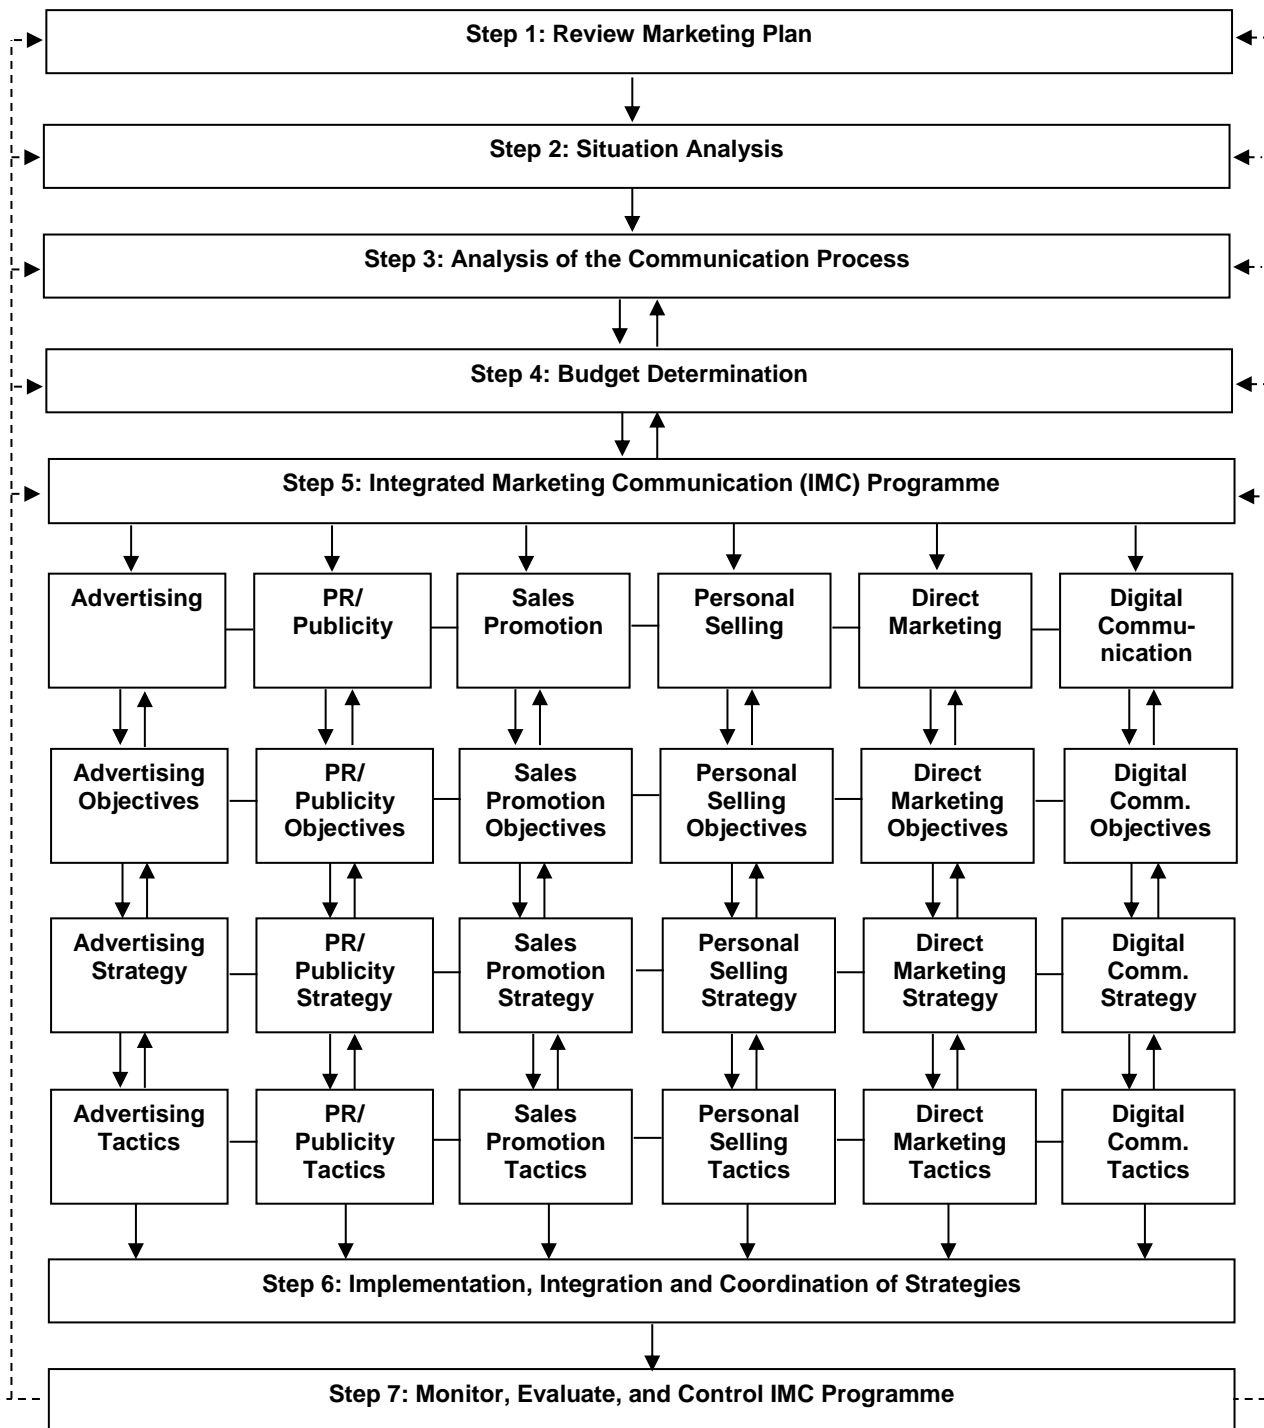 Step 1: Review Marketing Plan
Step 2: Situation Analysis
Step 3: Analysis of the Communication Process
Step 4: Budget Determination
Step 5: Integrated Marketing Communication (IMC) Programme
Advertising
PR/
Publicity
Sales
Promotion
Personal
Selling
Direct
Marketing
Digital
Commu-
nication
Advertising
Objectives
PR/
Publicity
Objectives
Sales
Promotion
Objectives
Personal
Selling
Objectives
Direct
Marketing
Objectives
Digital
Comm.
Objectives
Advertising
Strategy
PR/
Publicity
Strategy
Sales
Promotion
Strategy
Personal
Selling
Strategy
Direct
Marketing
Strategy
Digital
Comm.
Strategy
Advertising
Tactics
PR/
Publicity
Tactics
Sales
Promotion
Tactics
Personal
Selling
Tactics
Direct
Marketing
Tactics
Digital
Comm.
Tactics
Step 6: Implementation, Integration and Coordination of Strategies
Step 7: Monitor, Evaluate, and Control IMC Programme